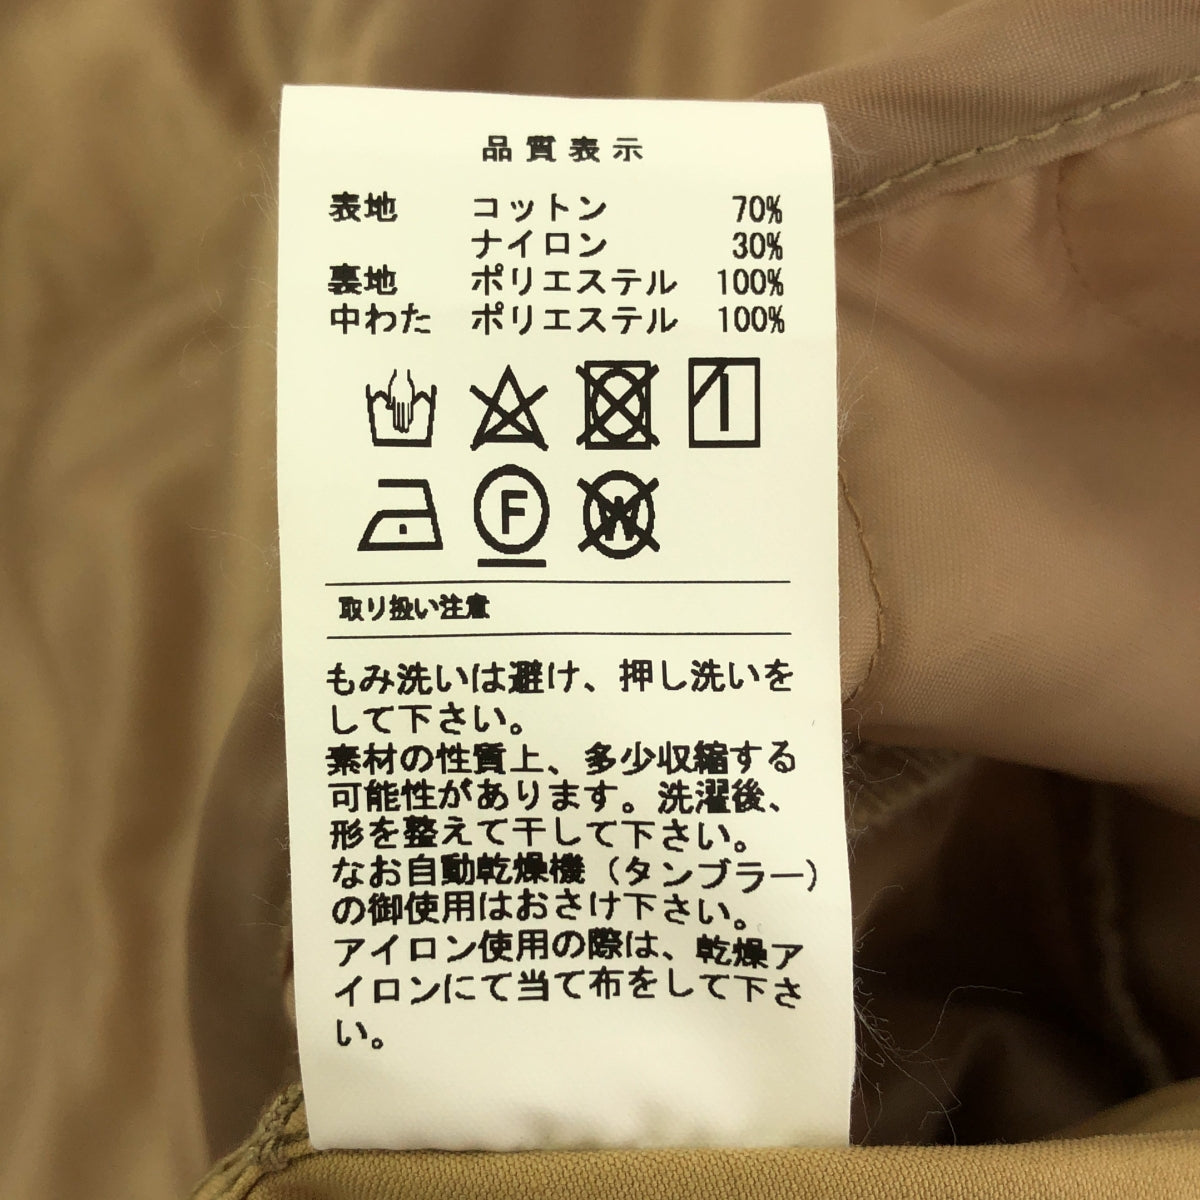 品質表示
表地 コットン 70%
ナイロン 30%
裏地 ポリエステル 100%
中わた ポリエステル 100%
F W
取り扱い注意
もみ洗いは避け、押し洗いを
して下さい。
素材の性質上、多少収縮する
可能性があります。洗濯後、
形を整えて干して下さい。
なお自動乾燥機（タンブラー）
の御使用はおさけ下さい。
アイロン使用の際は、乾燥ア
イロンにて当て布をして下さ
い。